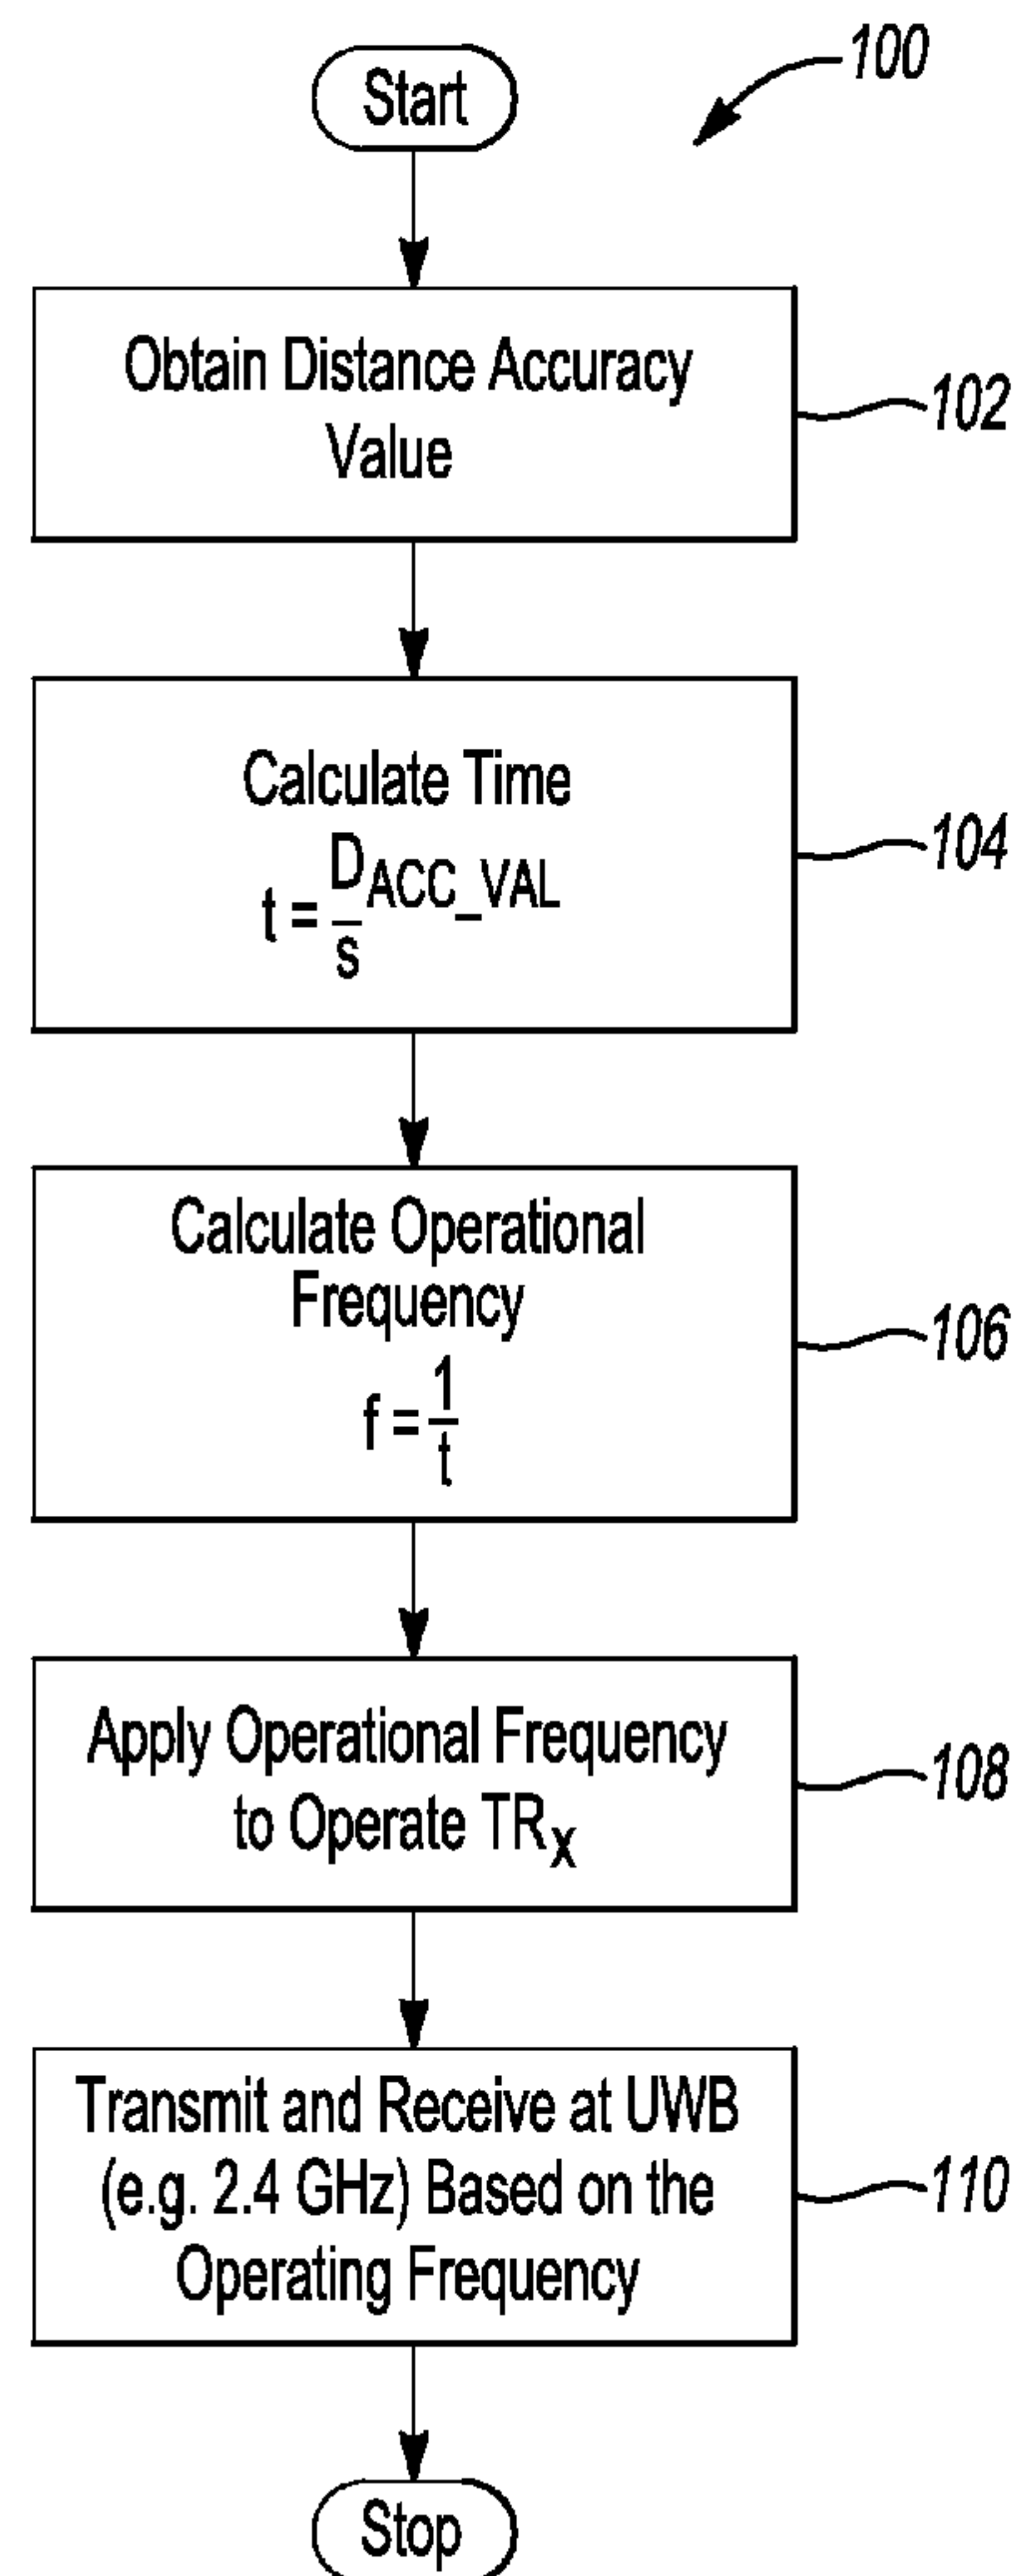 100
Start
Obtain Distance Accuracy
Value
102
Calculate Time
t = D_ACC_VAL / s
104
Calculate Operational
Frequency
f = 1 / t
106
Apply Operational Frequency
to Operate TRX
108
Transmit and Receive at UWB
(e.g. 2.4 GHz) Based on the
Operating Frequency
110
Stop